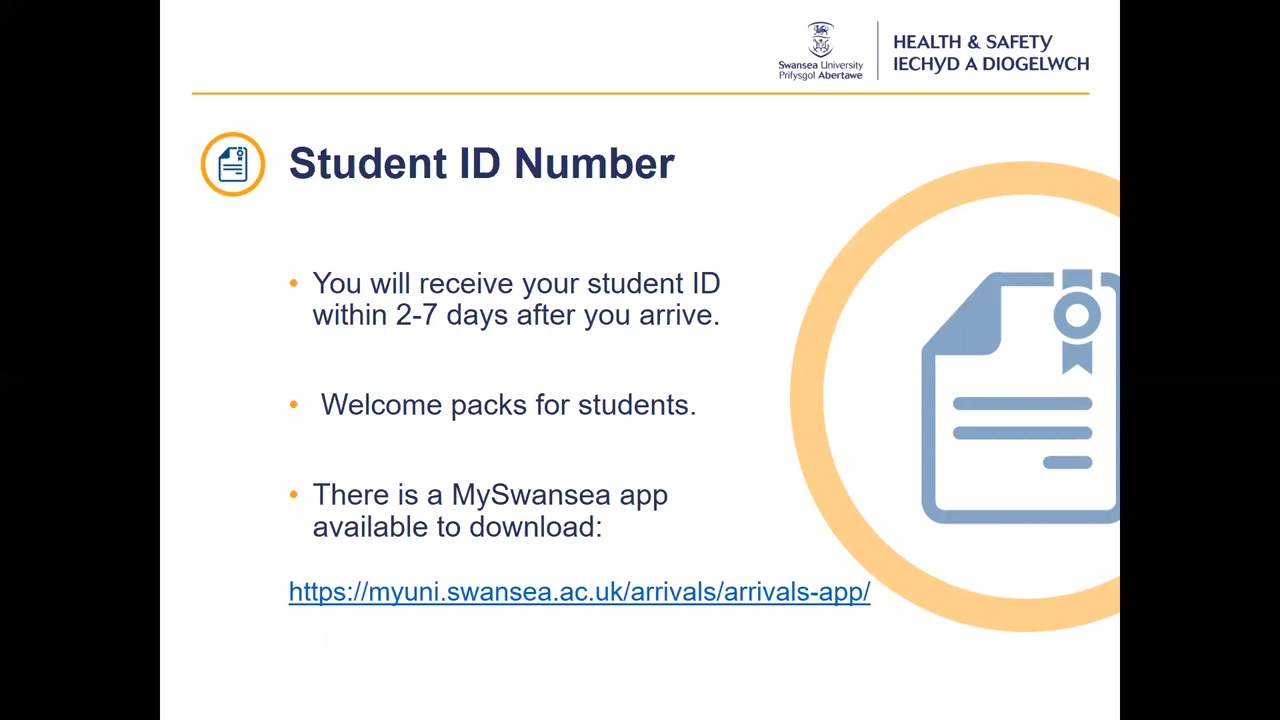 Swansea University
Prifysgol Abertawe
HEALTH & SAFETY
IECHYD A DIOGELWCH
Student ID Number
• You will receive your student ID
within 2-7 days after you arrive.
• Welcome packs for students.
• There is a MySwansea app
available to download:
https://myuni.swansea.ac.uk/arrivals/arrivals-app/